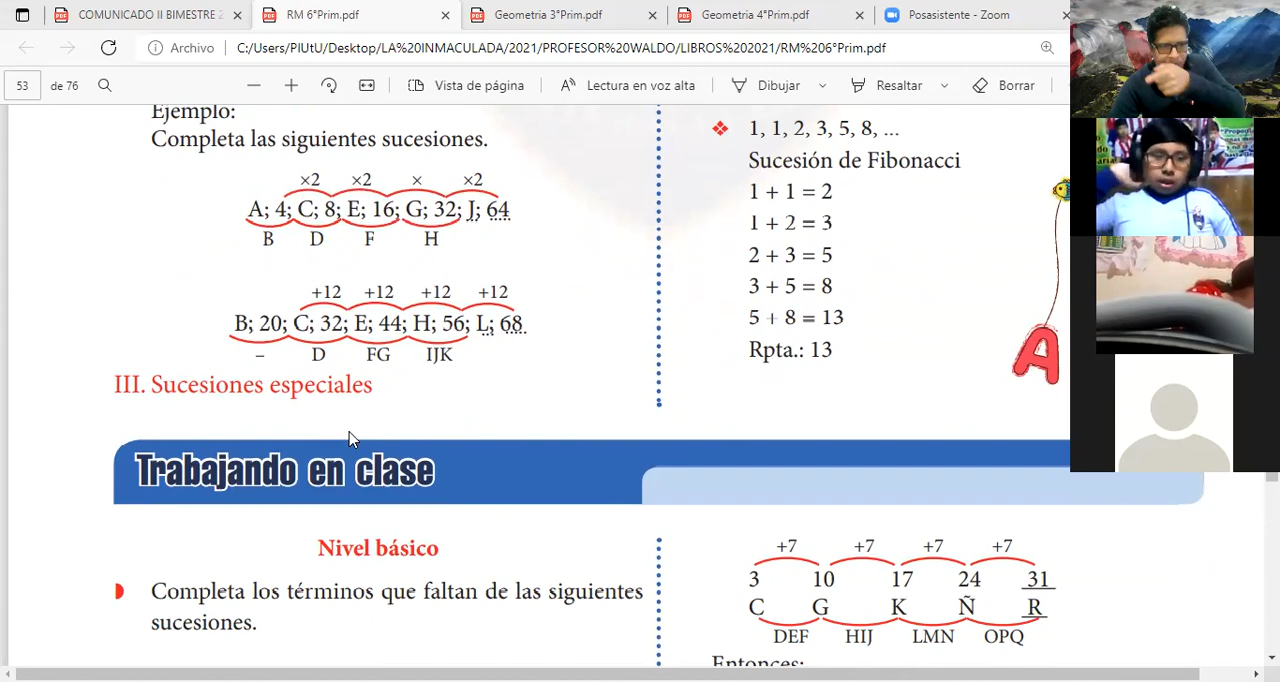 COMUNICADO II BIMESTRE 2
RM 6°Prim.pdf
Geometria 3°Prim.pdf
Geometria 4°Prim.pdf
Posasistente - Zoom
Archivo
C:/Users/PIUtU/Desktop/LA%20INMACULADA/2021/PROFESOR%20WALDO/LIBROS%202021/RM%206°Prim.pdf
53
de 76
Vista de página
Lectura en voz alta
Dibujar
Resaltar
Borrar
Ejemplo:
Completa las siguientes sucesiones.
×2 ×2 × ×2
A; 4; C; 8; E; 16; G; 32; J; 64
B D F H
+12 +12 +12 +12
B; 20; C; 32; E; 44; H; 56; L; 68.
– D FG IJK
III. Sucesiones especiales
1, 1, 2, 3, 5, 8, ...
Sucesión de Fibonacci
1 + 1 = 2
1 + 2 = 3
2 + 3 = 5
3 + 5 = 8
5 + 8 = 13
Rpta.: 13
A
Trabajando en clase
Nivel básico
Completa los términos que faltan de las siguientes
sucesiones.
+7 +7 +7 +7
3 10 17 24 31
C G K Ñ R
DEF HIJ LMN OPQ
Entonces: